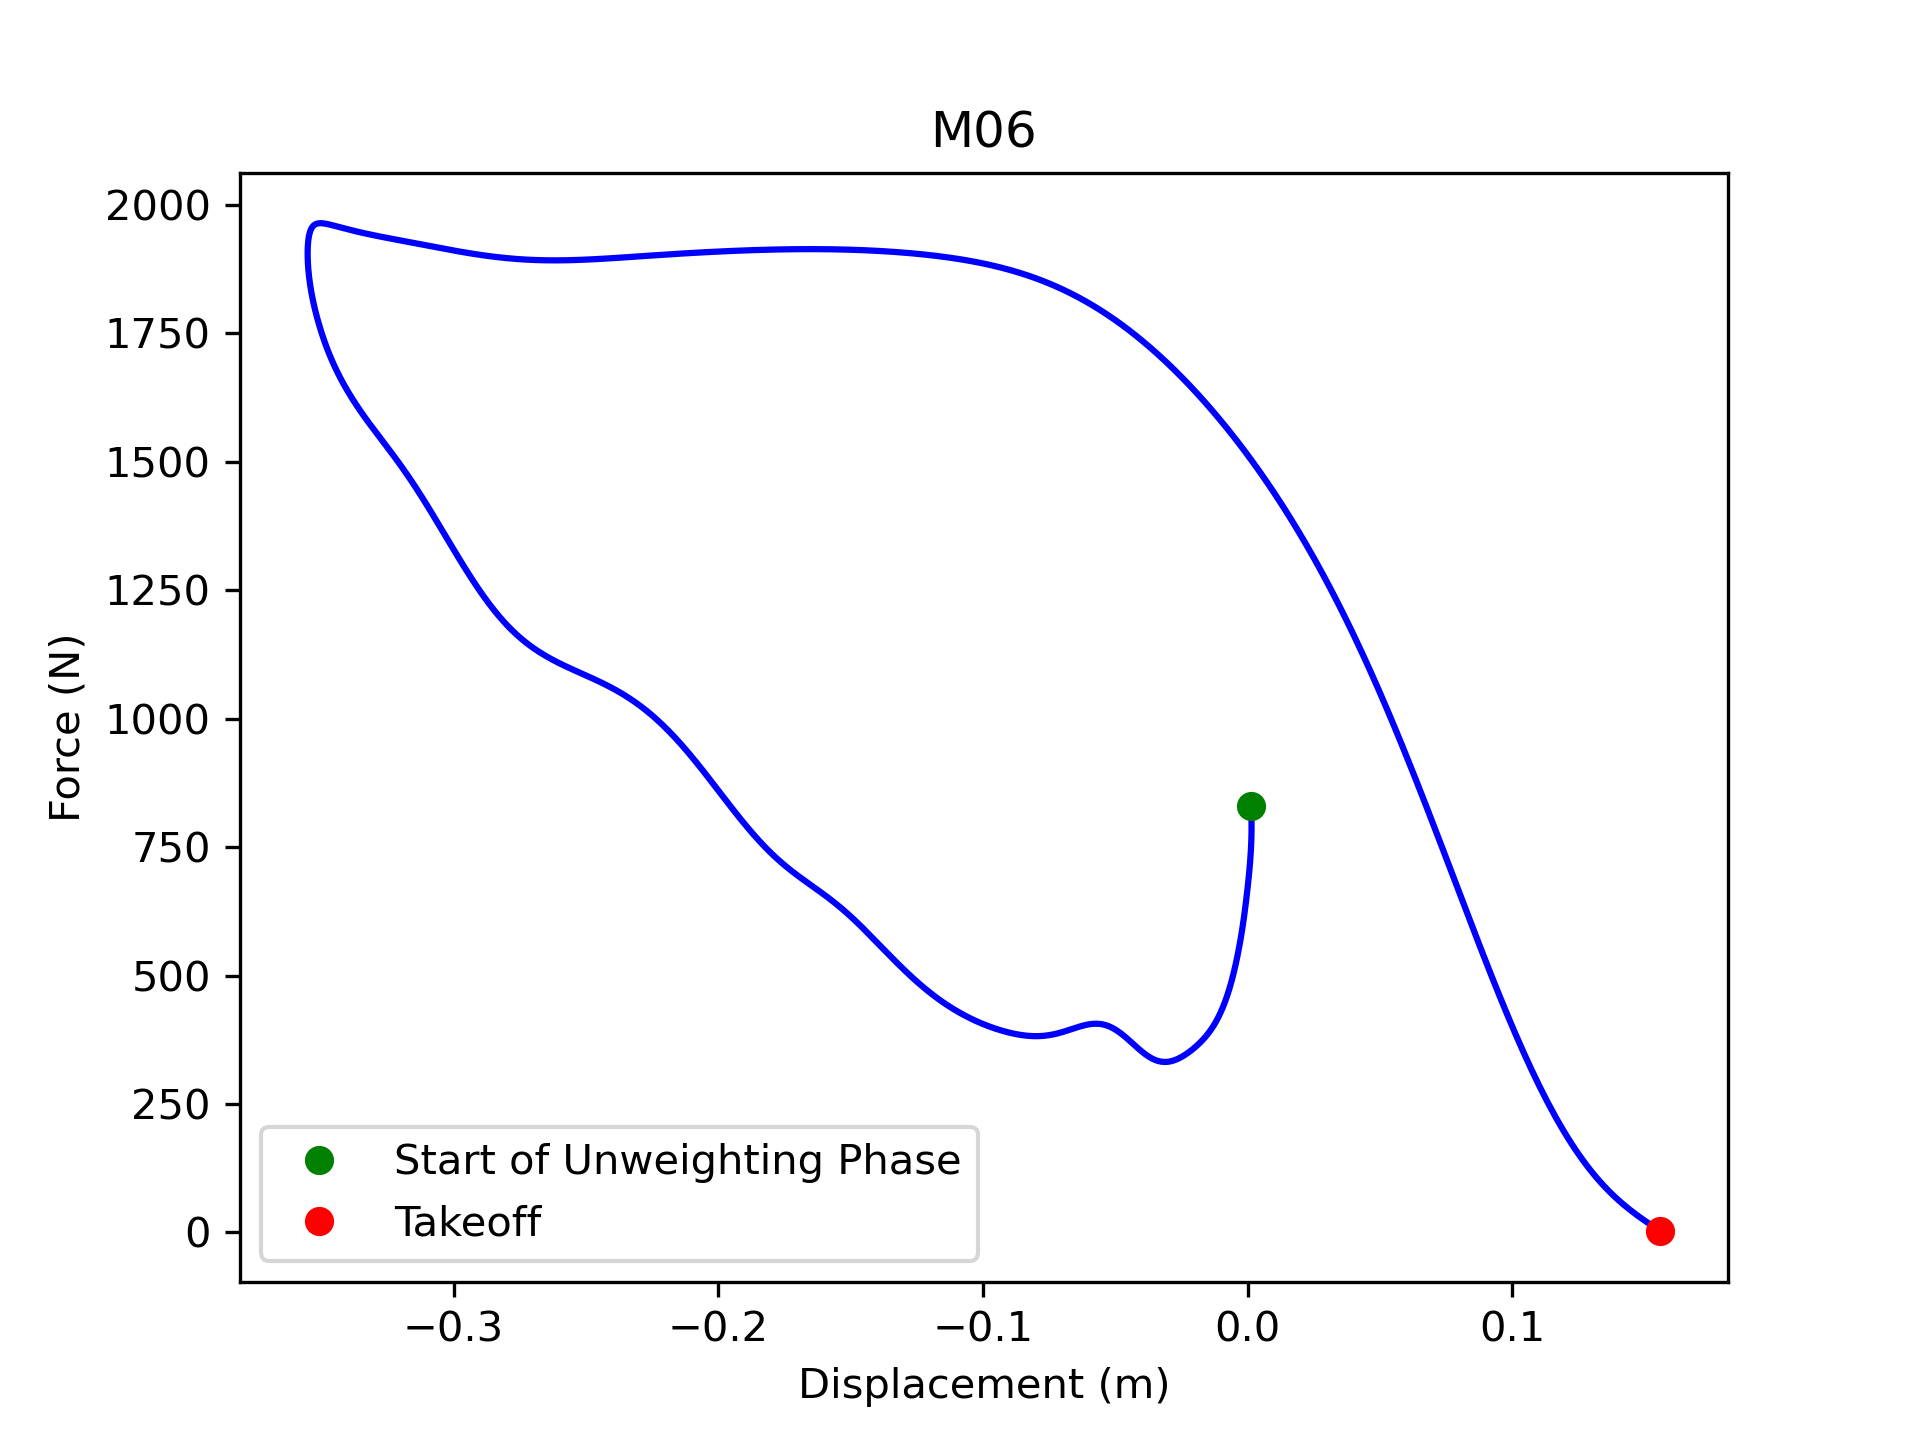 M06
2000
1750
1500
1250
1000
750
500
250
0
Force (N)
Start of Unweighting Phase
Takeoff
−0.3 −0.2 −0.1 0.0 0.1
Displacement (m)